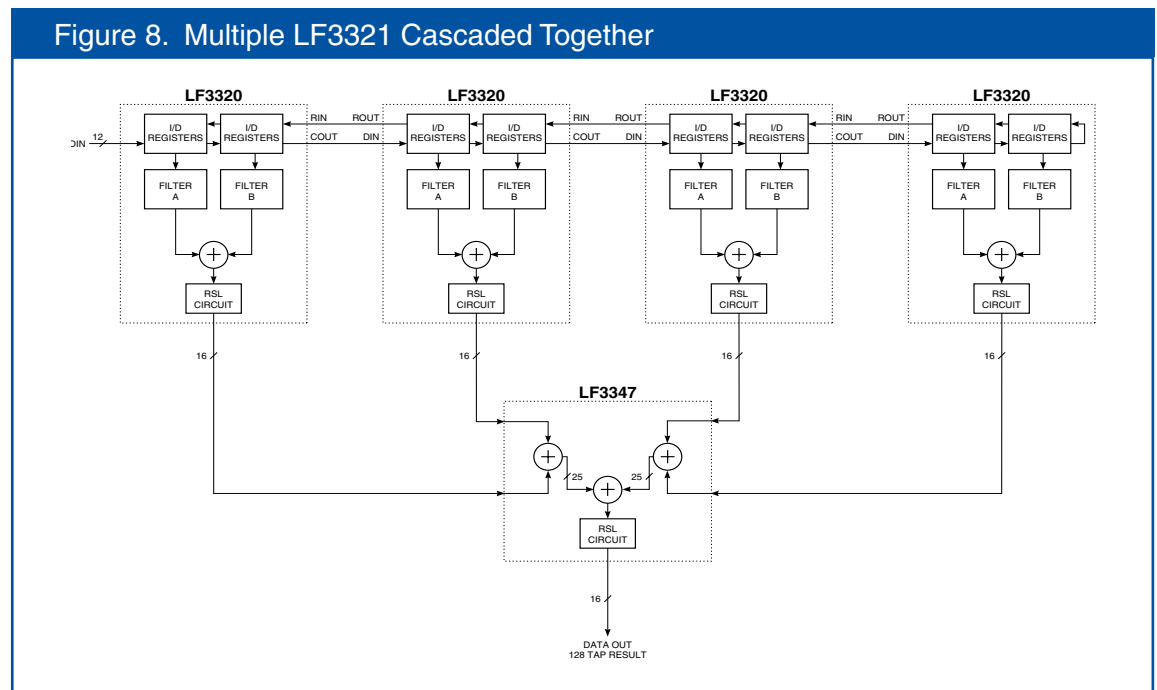 Figure 8. Multiple LF3321 Cascaded Together
LF3320 LF3320 LF3320 LF3320
RIN ROUT RIN ROUT RIN ROUT
I/D REGISTERS I/D REGISTERS I/D REGISTERS I/D REGISTERS I/D REGISTERS I/D REGISTERS I/D REGISTERS I/D REGISTERS
DIN 12 COUT DIN COUT DIN COUT DIN
FILTER A FILTER B FILTER A FILTER B FILTER A FILTER B FILTER A FILTER B
+ + + +
RSL CIRCUIT RSL CIRCUIT RSL CIRCUIT RSL CIRCUIT
16 16 16 16
LF3347
+ +
25 25
+
RSL
CIRCUIT
16
DATA OUT
128 TAP RESULT